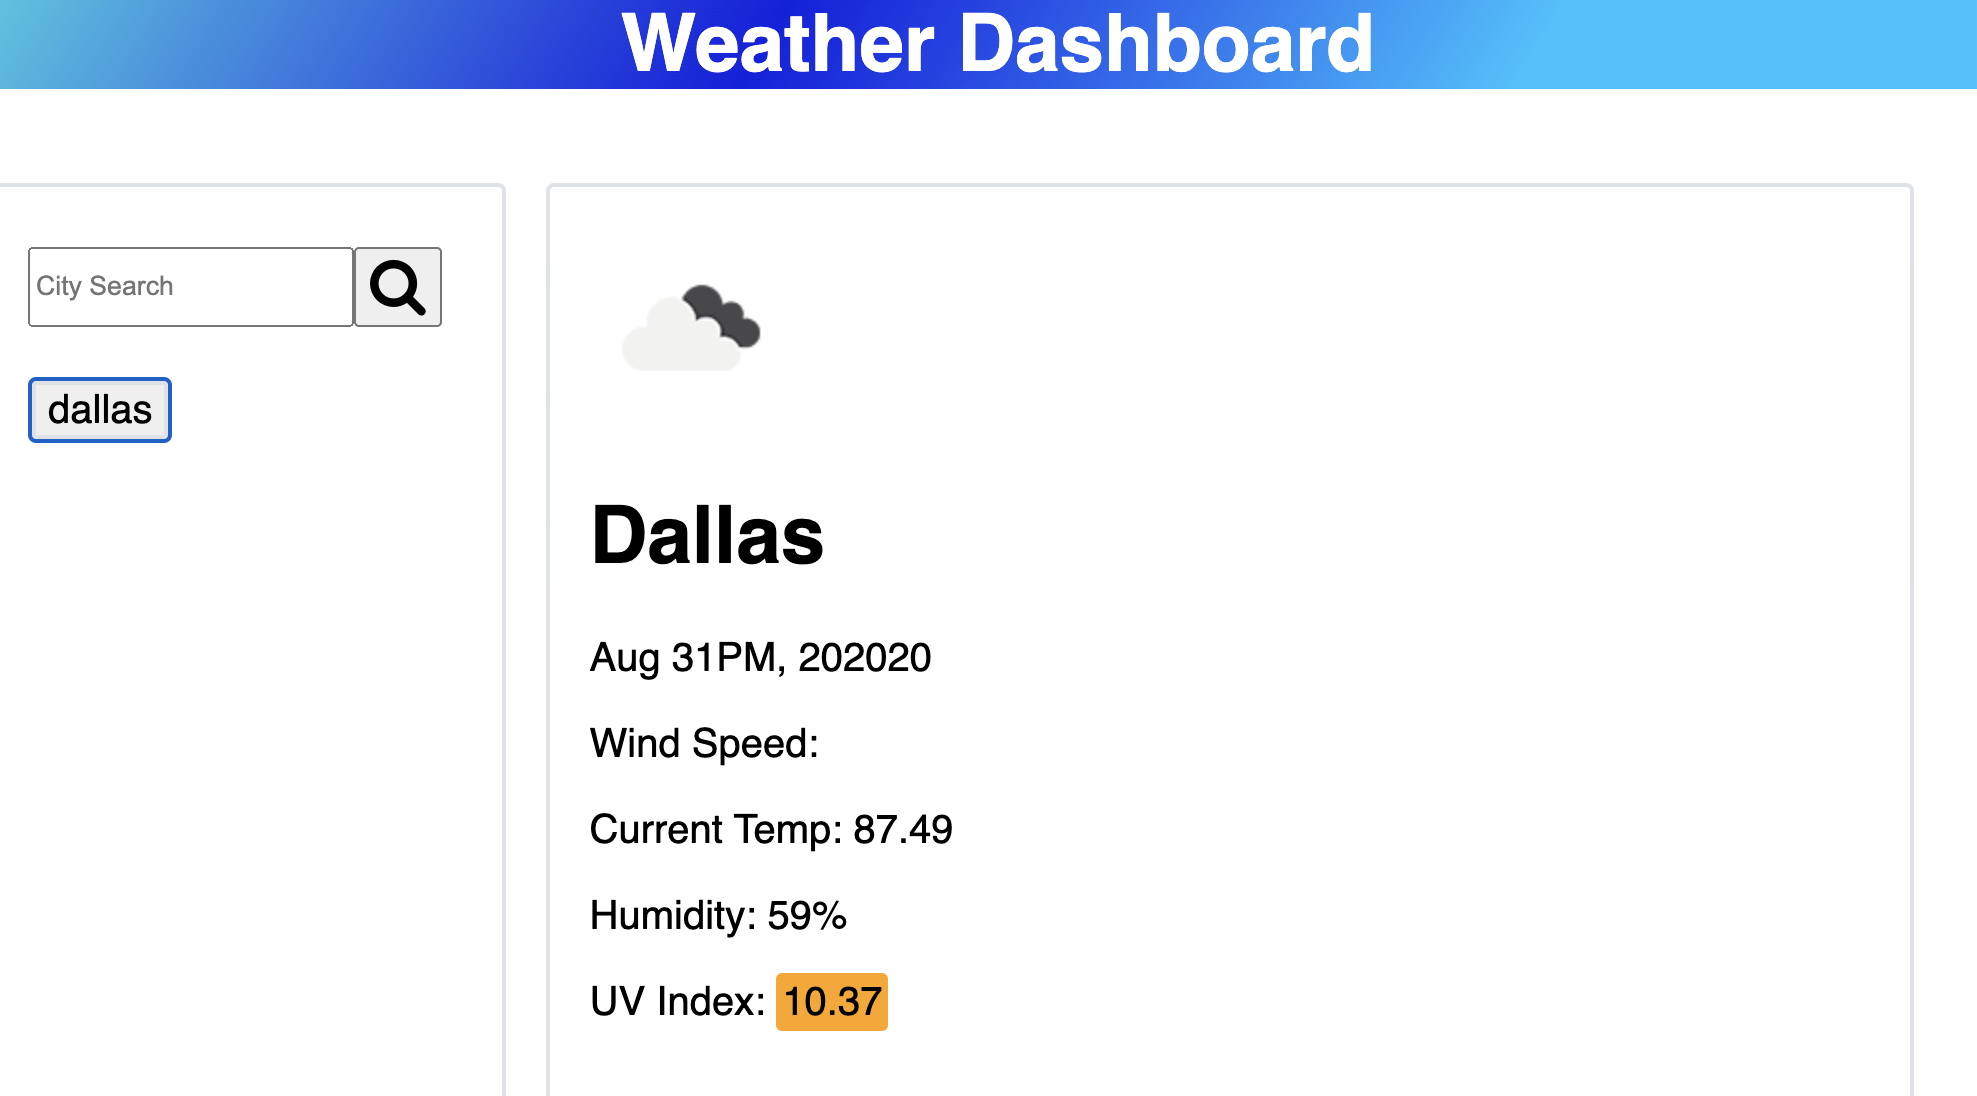 Weather Dashboard
City Search
dallas
Dallas
Aug 31PM, 202020
Wind Speed:
Current Temp: 87.49
Humidity: 59%
UV Index: 10.37